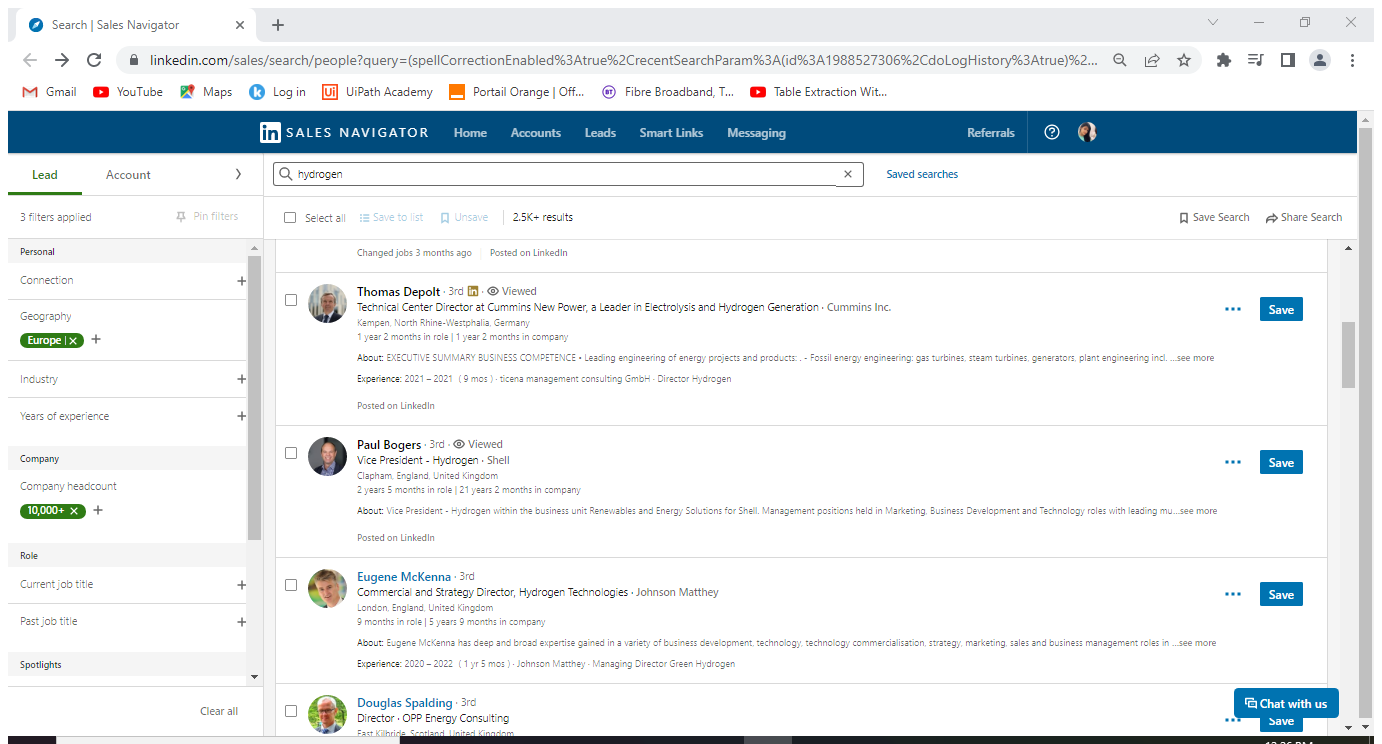 Search | Sales Navigator
linkedin.com/sales/search/people?query=(spellCorrectionEnabled%3Atrue%2CrecentSearchParam%3A(id%3A1988527306%2CdoLogHistory%3Atrue)%2...
Gmail YouTube Maps Log in UiPath Academy Portail Orange | Off... Fibre Broadband, T... Table Extraction Wit...
in SALES NAVIGATOR Home Accounts Leads Smart Links Messaging Referrals
Lead Account
hydrogen
Saved searches
3 filters applied Pin filters
Select all Save to list Unsave 2.5K+ results Save Search Share Search
Personal
Connection
Geography
Europe
Industry
Years of experience
Company
Company headcount
10,000+
Role
Current job title
Past job title
Spotlights
Clear all
Changed jobs 3 months ago Posted on LinkedIn
Thomas Depolt · 3rd in · Viewed
Technical Center Director at Cummins New Power, a Leader in Electrolysis and Hydrogen Generation · Cummins Inc.
Kempen, North Rhine-Westphalia, Germany
1 year 2 months in role | 1 year 2 months in company
About: EXECUTIVE SUMMARY BUSINESS COMPETENCE • Leading engineering of energy projects and products: . - Fossil energy engineering: gas turbines, steam turbines, generators, plant engineering incl. ...see more
Experience: 2021 – 2021 ( 9 mos ) · ticena management consulting GmbH · Director Hydrogen
Posted on LinkedIn
Save
Paul Bogers · 3rd · Viewed
Vice President - Hydrogen · Shell
Clapham, England, United Kingdom
2 years 5 months in role | 21 years 2 months in company
About: Vice President - Hydrogen within the business unit Renewables and Energy Solutions for Shell. Management positions held in Marketing, Business Development and Technology roles with leading mu...see more
Posted on LinkedIn
Save
Eugene McKenna · 3rd
Commercial and Strategy Director, Hydrogen Technologies · Johnson Matthey
London, England, United Kingdom
9 months in role | 5 years 9 months in company
About: Eugene McKenna has deep and broad expertise gained in a variety of business development, technology, technology commercialisation, strategy, marketing, sales and business management roles in ...see more
Experience: 2020 – 2022 ( 1 yr 5 mos ) · Johnson Matthey · Managing Director Green Hydrogen
Save
Douglas Spalding · 3rd
Director · OPP Energy Consulting
East Kilbride, Scotland, United Kingdom
Chat with us
Save